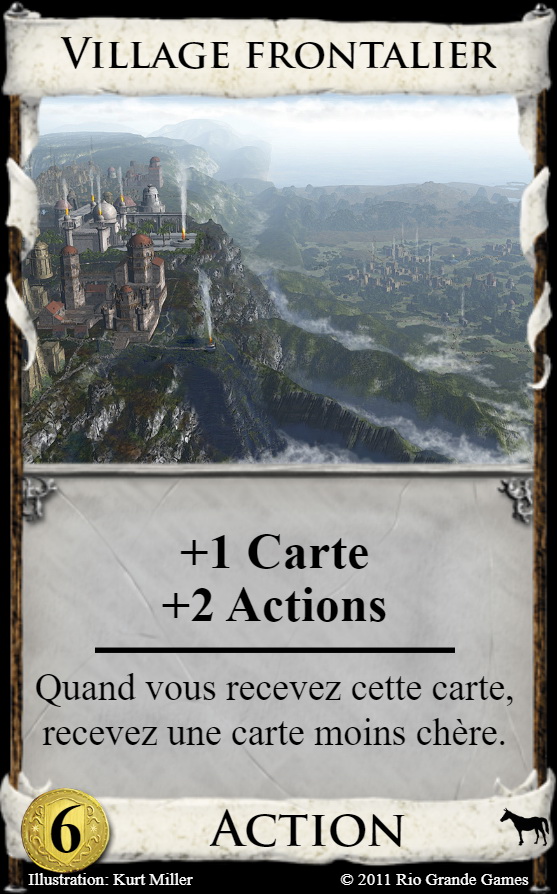 Village frontalier
+1 Carte
+2 Actions
Quand vous recevez cette carte,
recevez une carte moins chère.
6
Action
Illustration: Kurt Miller
© 2011 Rio Grande Games